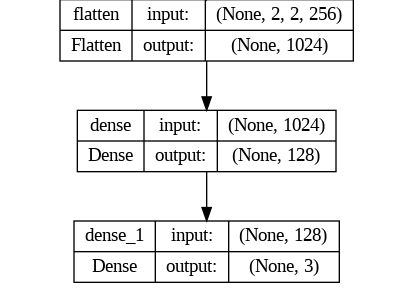 flatten input: (None, 2, 2, 256)
Flatten output: (None, 1024)
dense input: (None, 1024)
Dense output: (None, 128)
dense_1 input: (None, 128)
Dense output: (None, 3)